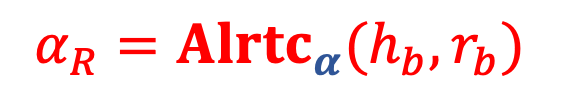 α_R = Alrtc_α(h_b, r_b)